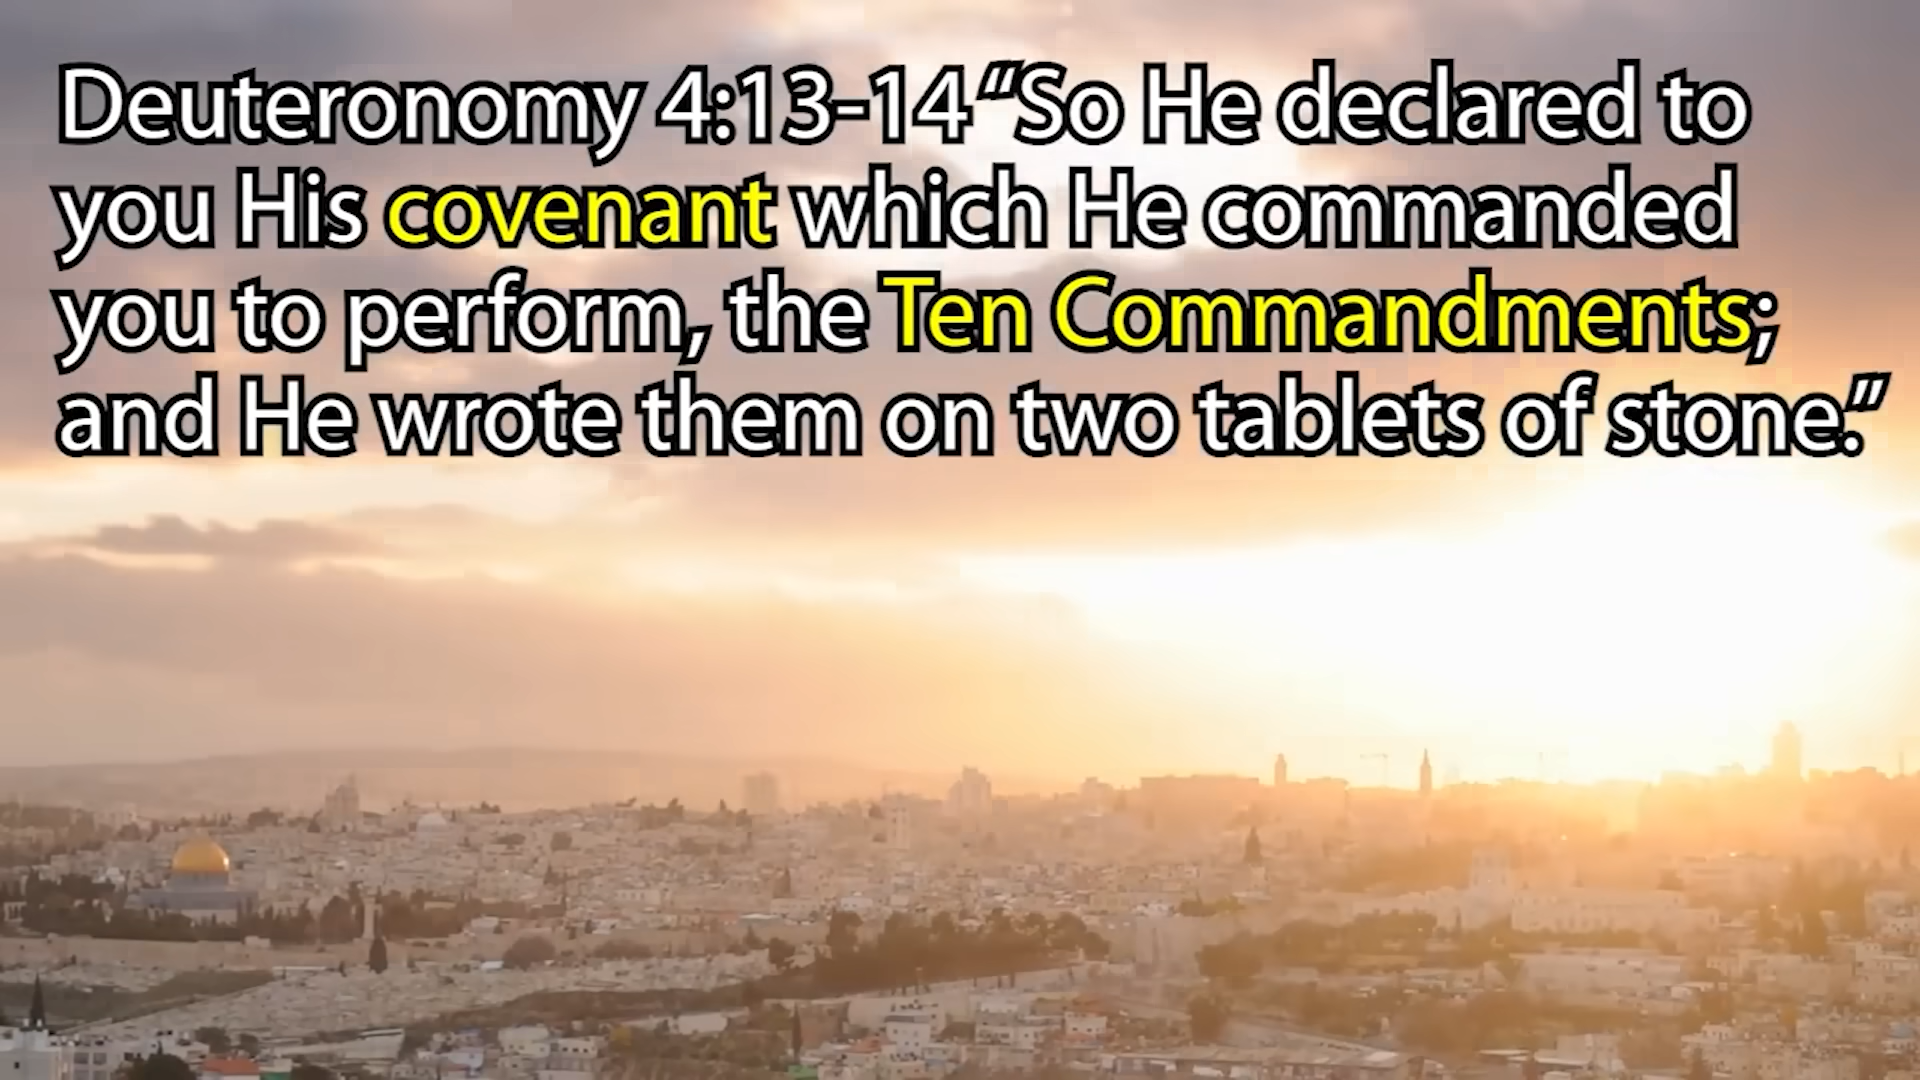 Deuteronomy 4:13-14 “So He declared to
you His covenant which He commanded
you to perform, the Ten Commandments;
and He wrote them on two tablets of stone.”